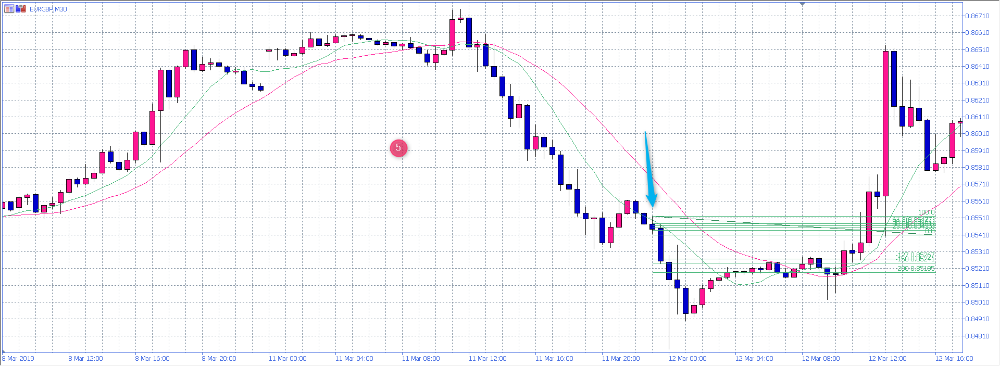 EURGBP,M30
0.86710
0.86610
0.86510
0.86410
0.86310
0.86210
0.86110
0.86010
0.85910
0.85810
0.85710
0.85610
0.85510
0.85410
0.85310
0.85210
0.85110
0.85010
0.84910
0.84810
5
100.0
0.0
-127 0.85267
-150 0.85241
-200 0.85185
8 Mar 2019
8 Mar 12:00
8 Mar 16:00
8 Mar 20:00
11 Mar 00:00
11 Mar 04:00
11 Mar 08:00
11 Mar 12:00
11 Mar 16:00
11 Mar 20:00
12 Mar 00:00
12 Mar 04:00
12 Mar 08:00
12 Mar 12:00
12 Mar 16:00